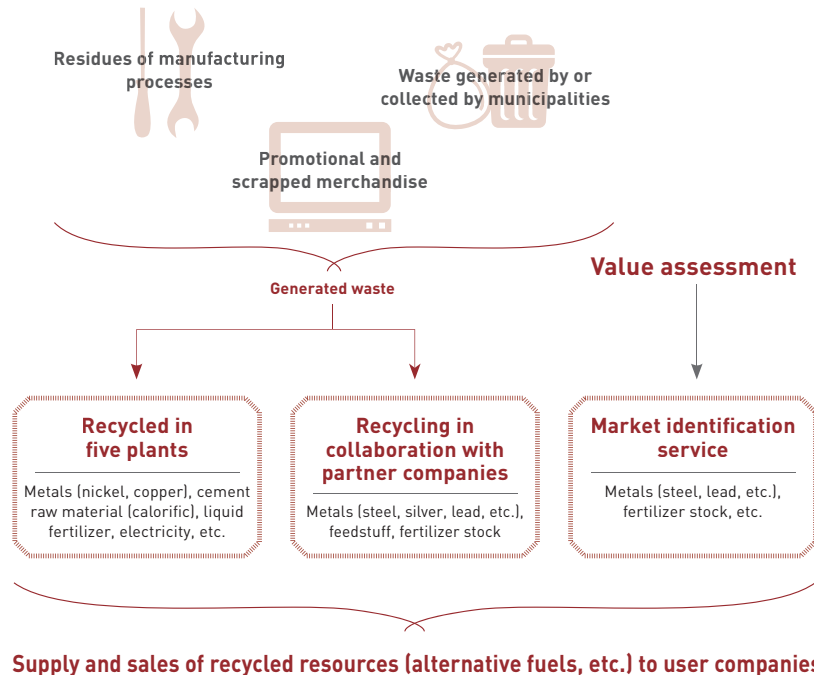 Residues of manufacturing
processes
Waste generated by or
collected by municipalities
Promotional and
scrapped merchandise
Generated waste
Value assessment
Recycled in
five plants
Metals (nickel, copper), cement
raw material (calorific), liquid
fertilizer, electricity, etc.
Recycling in
collaboration with
partner companies
Metals (steel, silver, lead, etc.),
feedstuff, fertilizer stock
Market identification
service
Metals (steel, lead, etc.),
fertilizer stock, etc.
Supply and sales of recycled resources (alternative fuels, etc.) to user companies